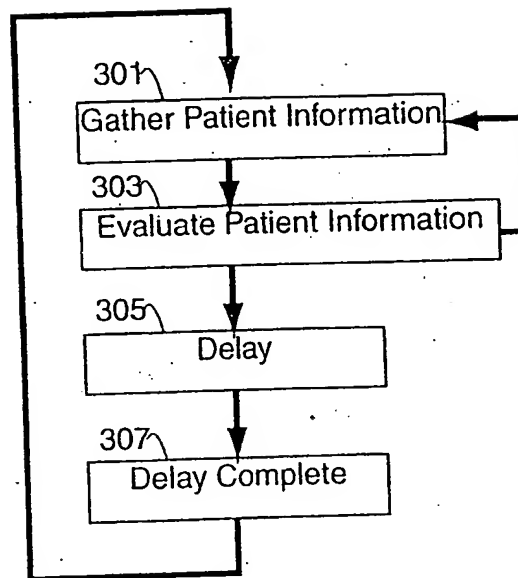 301
Gather Patient Information
303
Evaluate Patient Information
305
Delay
307
Delay Complete